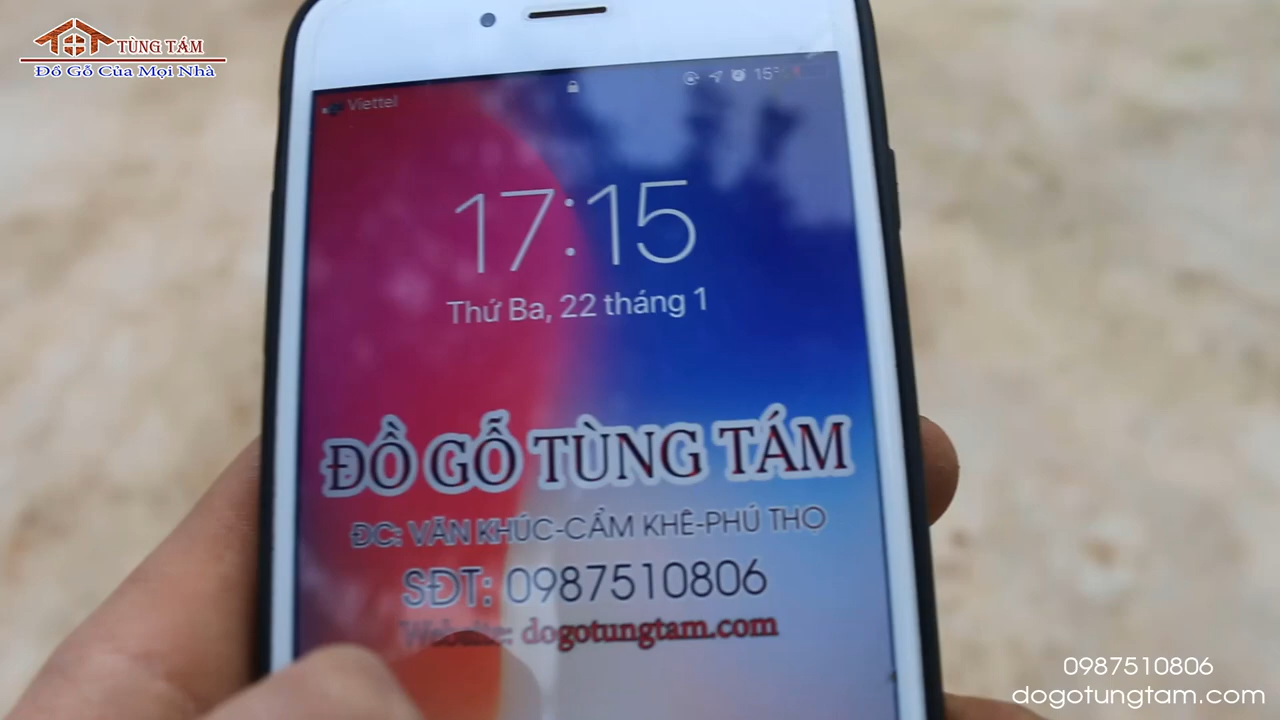 TÙNG TÁM
Đồ Gỗ Của Mọi Nhà
Viettel
17:15
Thứ Ba, 22 tháng 1
ĐỒ GỖ TÙNG TÁM
ĐC: VĂN KHÚC-CẨM KHÊ-PHÚ THỌ
SĐT: 0987510806
Website: dogotungtam.com
0987510806
dogotungtam.com